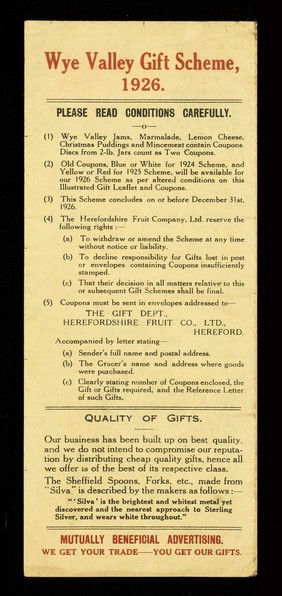 Wye Valley Gift Scheme,
1926.
PLEASE READ CONDITIONS CAREFULLY.
(1) Wye Valley Jams, Marmalade, Lemon Cheese,
Christmas Puddings and Mincemeat contain Coupons.
Discs from 2-lb. Jars count as Two Coupons.
(2) Old Coupons, Blue or White for 1924 Scheme, and
Yellow or Red for 1925 Scheme, will be available for
our 1926 Scheme as per altered conditions on this
Illustrated Gift Leaflet and Coupons.
(3) This Scheme concludes on or before December 31st.
1926.
(4) The Herefordshire Fruit Company, Ltd. reserve the
following rights :—
(a) To withdraw or amend the Scheme at any time
without notice or liability.
(b) To decline responsibility for Gifts lost in post
or envelopes containing Coupons insufficiently
stamped.
(c) That their decision in all matters relative to this
or subsequent Gift Schemes shall be final.
(5) Coupons must be sent in envelopes addressed to—
THE GIFT DEPT.,
HEREFORDSHIRE FRUIT CO., LTD.,
HEREFORD.
Accompanied by letter stating—
(a) Sender's full name and postal address.
(b) The Grocer's name and address where goods
were purchased.
(c) Clearly stating number of Coupons enclosed, the
Gift or Gifts required, and the Reference Letter
of such Gifts.
QUALITY OF GIFTS.
Our business has been built up on best quality.
and we do not intend to compromise our reputa-
tion by distributing cheap quality gifts, hence all
we offer is of the best of its respective class.
The Sheffield Spoons, Forks, etc., made from
"Silva" is described by the makers as follows :—
"'Silva' is the brightest and whitest metal yet
discovered and the nearest approach to Sterling
Silver, and wears white throughout."
MUTUALLY BENEFICIAL ADVERTISING.
WE GET YOUR TRADE—YOU GET OUR GIFTS.